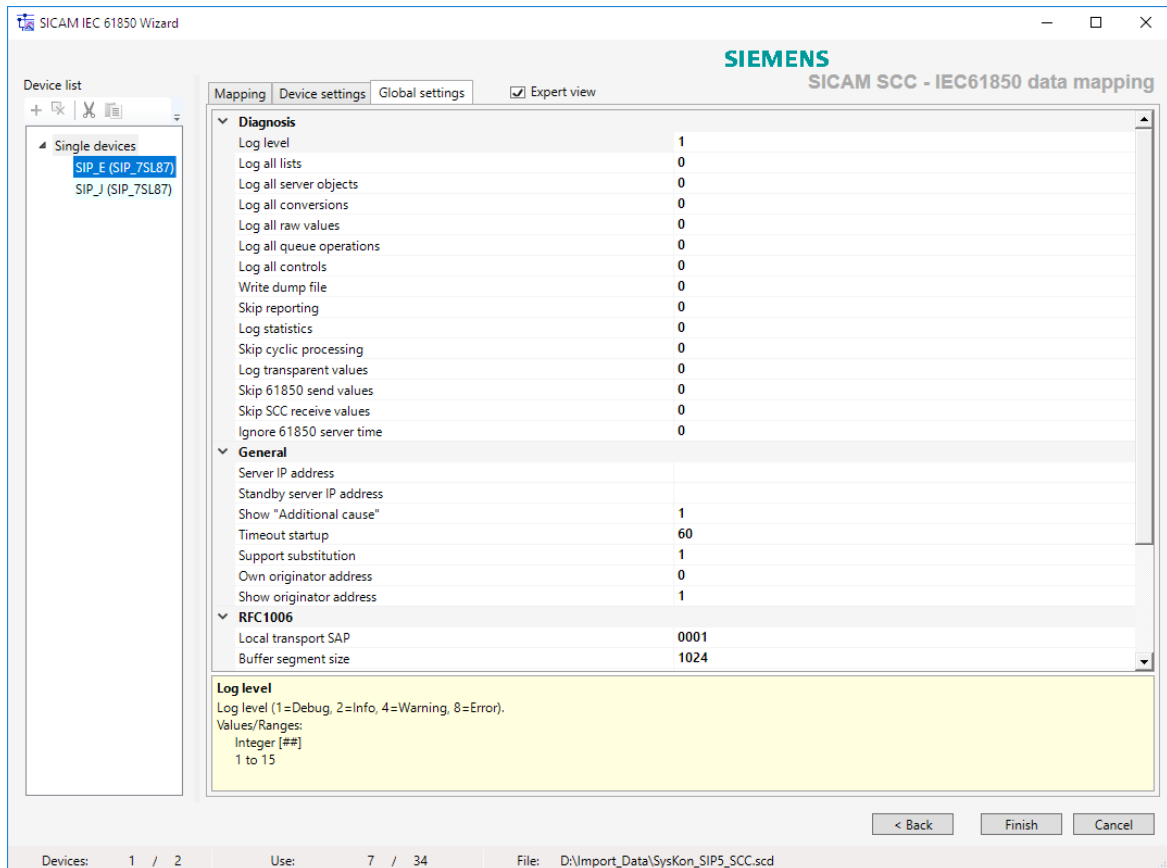 SICAM IEC 61850 Wizard
SIEMENS
SICAM SCC - IEC61850 data mapping
Device list
Single devices
SIP_E (SIP_7SL87)
SIP_J (SIP_7SL87)
Mapping Device settings Global settings Expert view
Diagnosis
Log level 1
Log all lists 0
Log all server objects 0
Log all conversions 0
Log all raw values 0
Log all queue operations 0
Log all controls 0
Write dump file 0
Skip reporting 0
Log statistics 0
Skip cyclic processing 0
Log transparent values 0
Skip 61850 send values 0
Skip SCC receive values 0
Ignore 61850 server time 0
General
Server IP address
Standby server IP address
Show "Additional cause" 1
Timeout startup 60
Support substitution 1
Own originator address 0
Show originator address 1
RFC1006
Local transport SAP 0001
Buffer segment size 1024
Log level
Log level (1=Debug, 2=Info, 4=Warning, 8=Error).
Values/Ranges:
Integer [##]
1 to 15
< Back Finish Cancel
Devices: 1 / 2 Use: 7 / 34 File: D:\Import_Data\SysKon_SIP5_SCC.scd